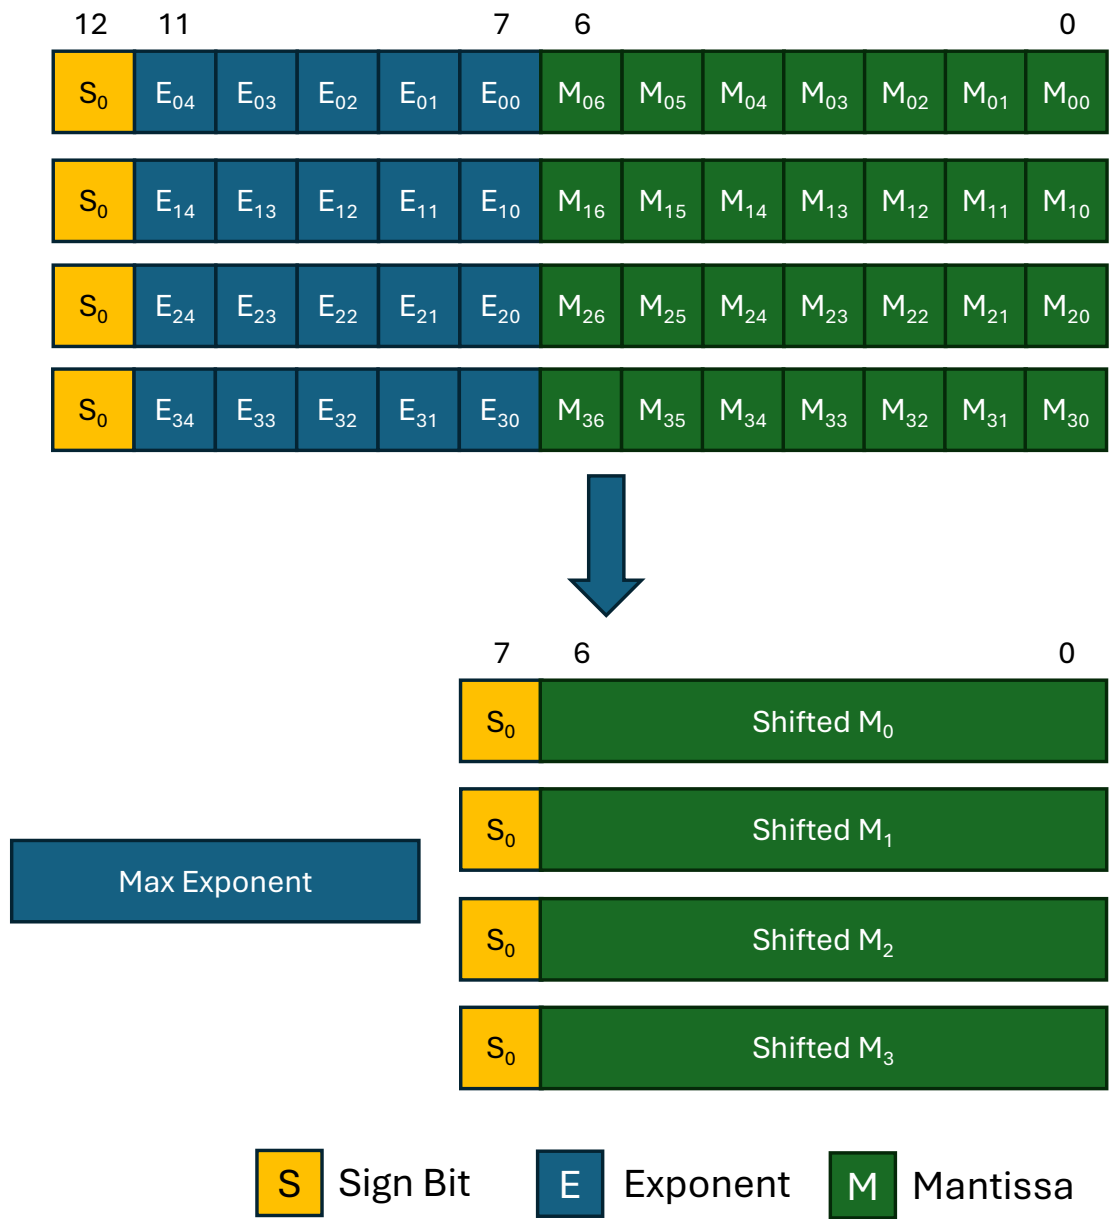 12 11 7 6 0
S₀ E₀₄ E₀₃ E₀₂ E₀₁ E₀₀ M₀₆ M₀₅ M₀₄ M₀₃ M₀₂ M₀₁ M₀₀
S₀ E₁₄ E₁₃ E₁₂ E₁₁ E₁₀ M₁₆ M₁₅ M₁₄ M₁₃ M₁₂ M₁₁ M₁₀
S₀ E₂₄ E₂₃ E₂₂ E₂₁ E₂₀ M₂₆ M₂₅ M₂₄ M₂₃ M₂₂ M₂₁ M₂₀
S₀ E₃₄ E₃₃ E₃₂ E₃₁ E₃₀ M₃₆ M₃₅ M₃₄ M₃₃ M₃₂ M₃₁ M₃₀
7 6 0
S₀ Shifted M₀
S₀ Shifted M₁
Max Exponent
S₀ Shifted M₂
S₀ Shifted M₃
S Sign Bit E Exponent M Mantissa